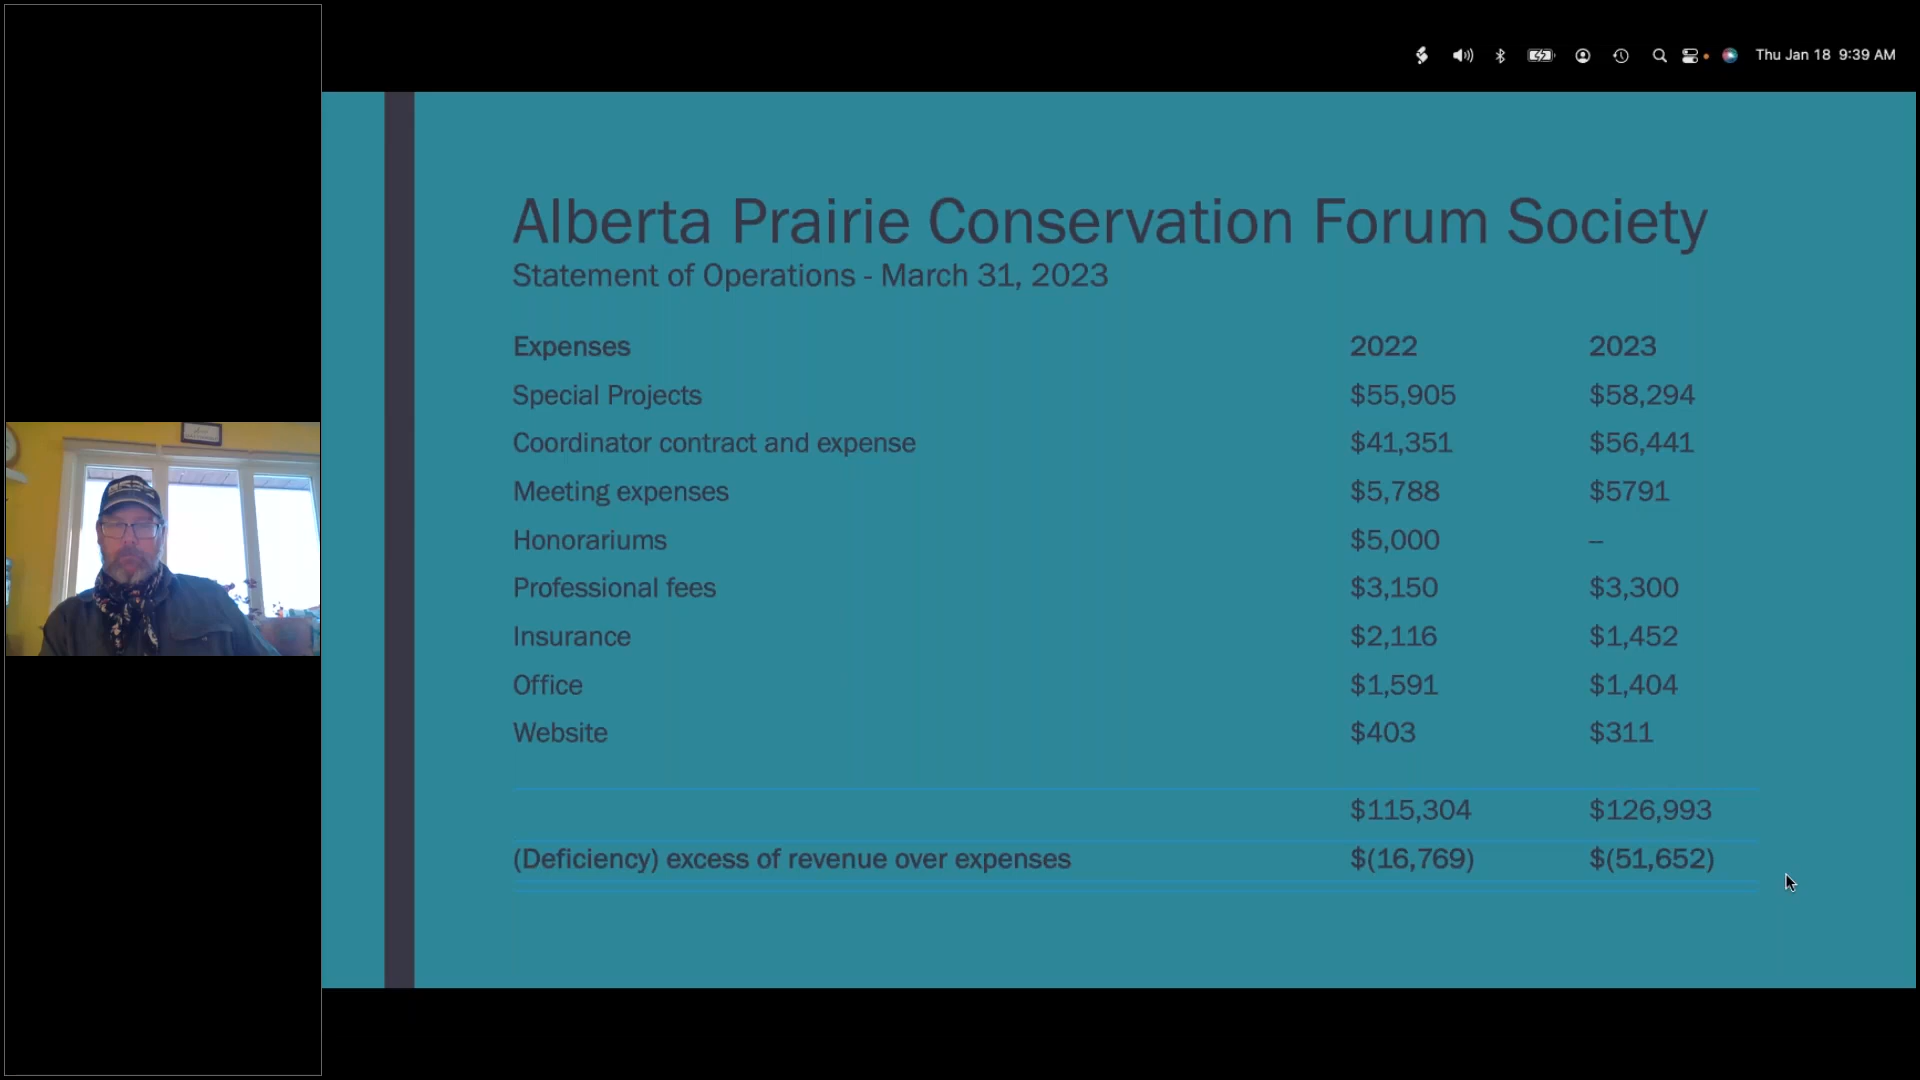 Thu Jan 18 9:39 AM
Alberta Prairie Conservation Forum Society
Statement of Operations - March 31, 2023
Expenses 2022 2023
Special Projects $55,905 $58,294
Coordinator contract and expense $41,351 $56,441
Meeting expenses $5,788 $5791
Honorariums $5,000 –
Professional fees $3,150 $3,300
Insurance $2,116 $1,452
Office $1,591 $1,404
Website $403 $311
$115,304 $126,993
(Deficiency) excess of revenue over expenses $(16,769) $(51,652)